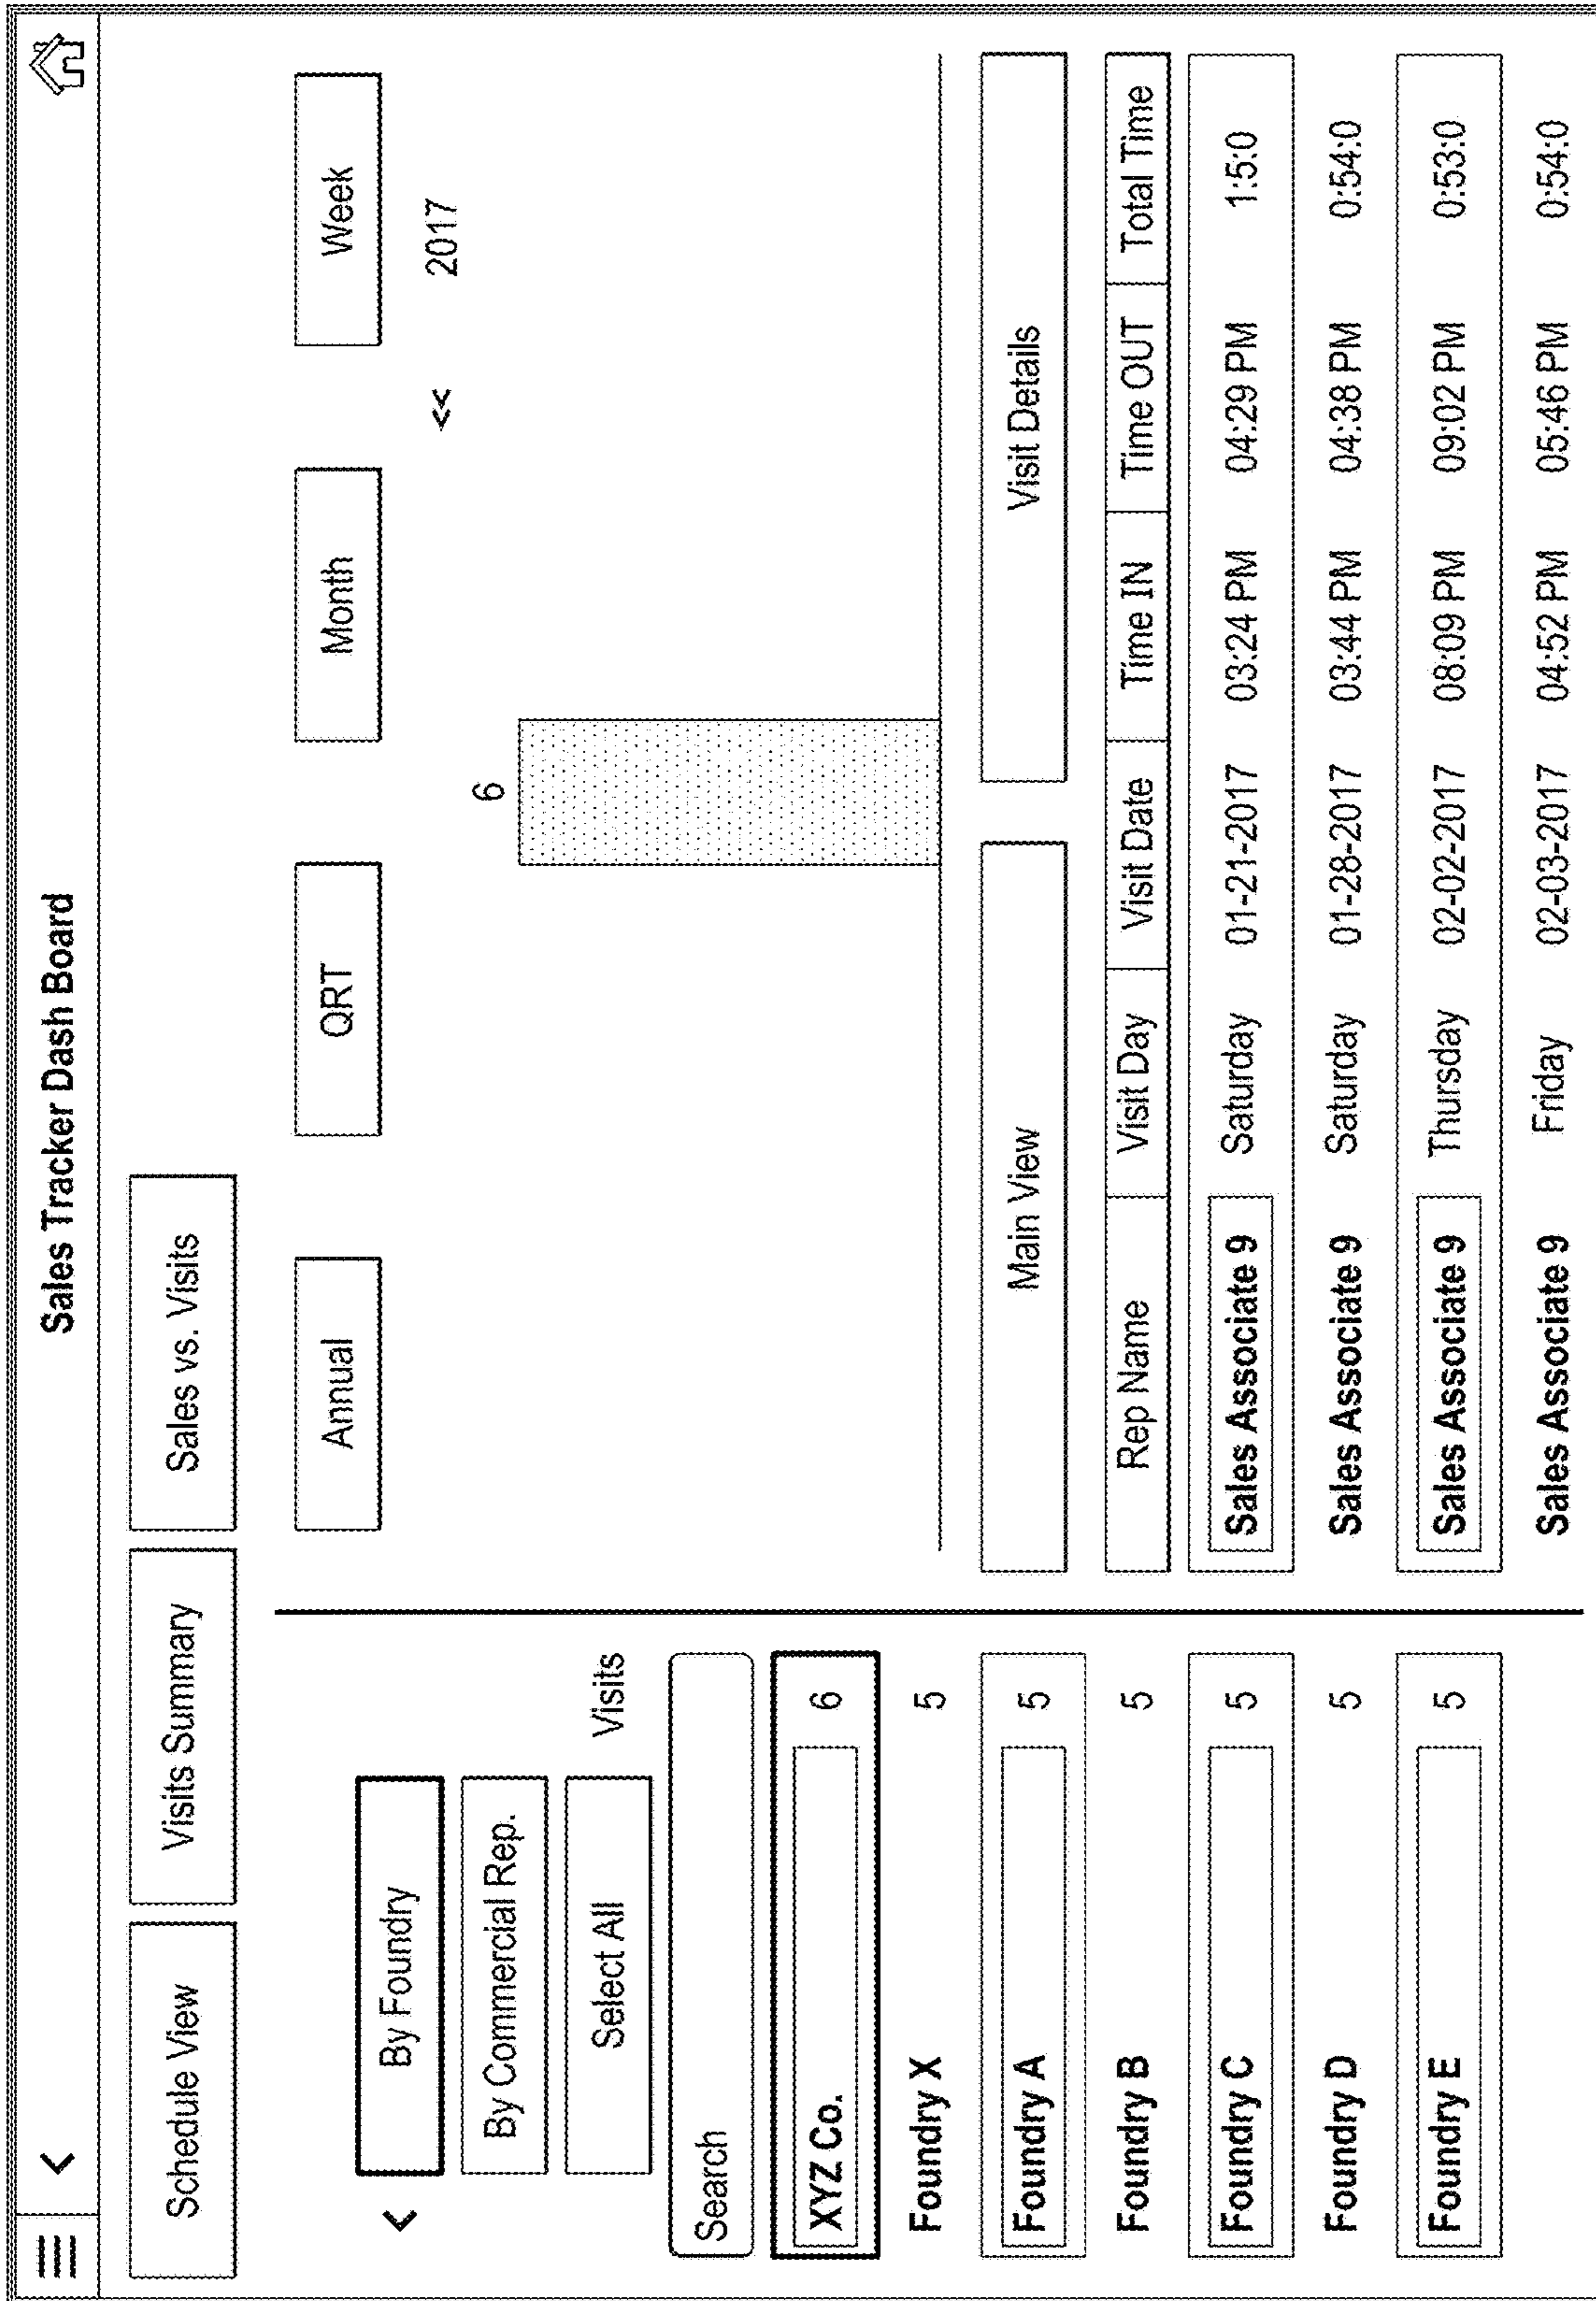 Sales Tracker Dash Board
Schedule View Visits Summary Sales vs. Visits
By Foundry
By Commercial Rep.
Select All Visits
Search
XYZ Co. 6
Foundry X 5
Foundry A 5
Foundry B 5
Foundry C 5
Foundry D 5
Foundry E 5
Annual QRT Month Week
<< 2017
6
Main View Visit Details
Rep Name Visit Day Visit Date Time IN Time OUT Total Time
Sales Associate 9 Saturday 01-21-2017 03:24 PM 04:29 PM 1:5:0
Sales Associate 9 Saturday 01-28-2017 03:44 PM 04:38 PM 0:54:0
Sales Associate 9 Thursday 02-02-2017 08:09 PM 09:02 PM 0:53:0
Sales Associate 9 Friday 02-03-2017 04:52 PM 05:46 PM 0:54:0